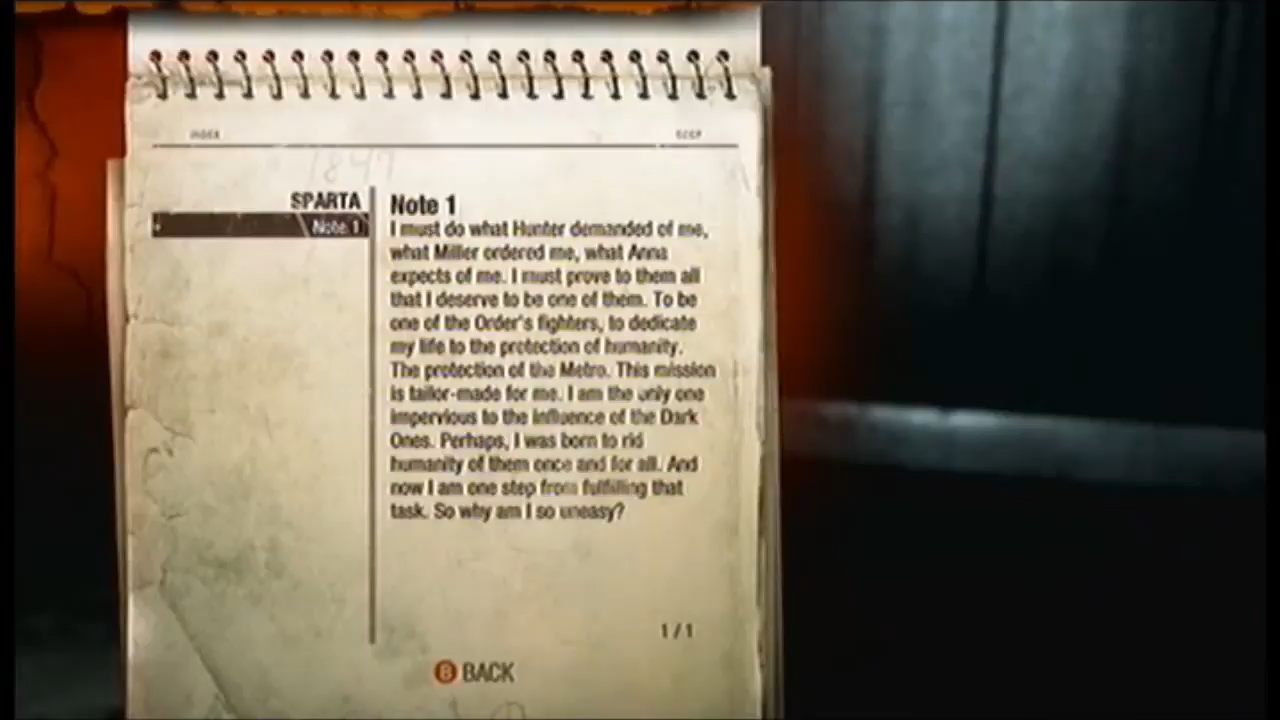 INDEX
СССР
1847
SPARTA
Note 1
Note 1
I must do what Hunter demanded of me,
what Miller ordered me, what Anna
expects of me. I must prove to them all
that I deserve to be one of them. To be
one of the Order's fighters, to dedicate
my life to the protection of humanity.
The protection of the Metro. This mission
is tailor-made for me. I am the only one
impervious to the influence of the Dark
Ones. Perhaps, I was born to rid
humanity of them once and for all. And
now I am one step from fulfilling that
task. So why am I so uneasy?
1 / 1
B BACK